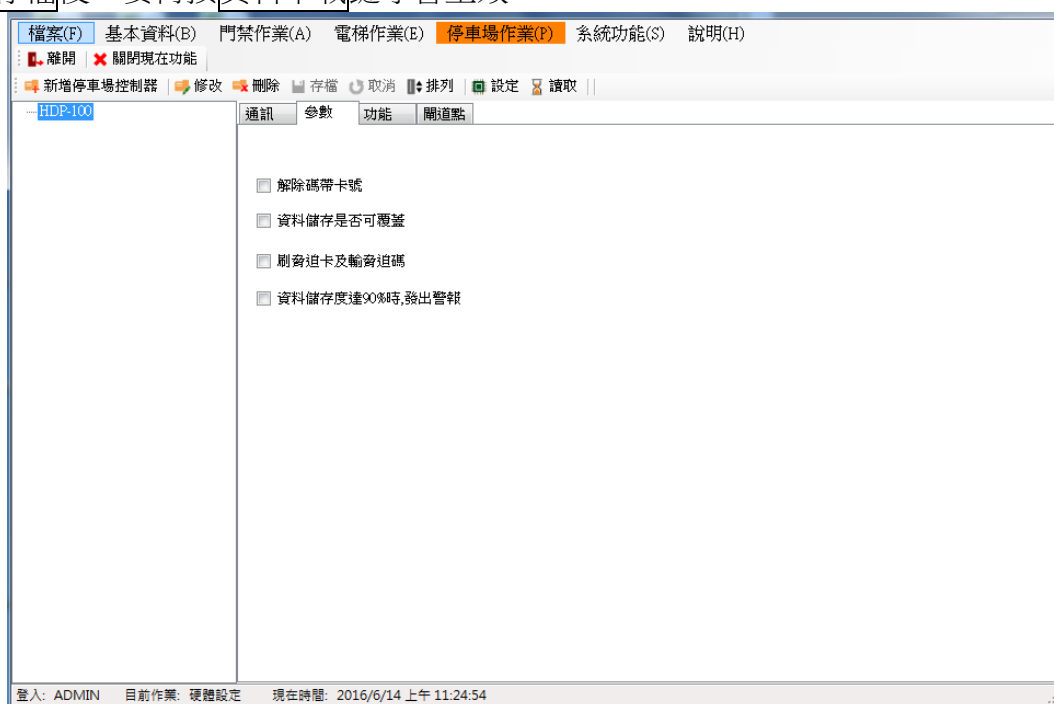 檔案(F) 基本資料(B) 門禁作業(A) 電梯作業(E) 停車場作業(P) 系統功能(S) 說明(H)
離開 關閉現在功能
新增停車場控制器 修改 刪除 存檔 取消 排列 設定 讀取
HDP-100
通訊 參數 功能 閘道點
解除碼帶卡號
資料儲存是否可覆蓋
刷脅迫卡及輸脅迫碼
資料儲存度達90%時,發出警報
登入: ADMIN 目前作業: 硬體設定 現在時間: 2016/6/14 上午 11:24:54